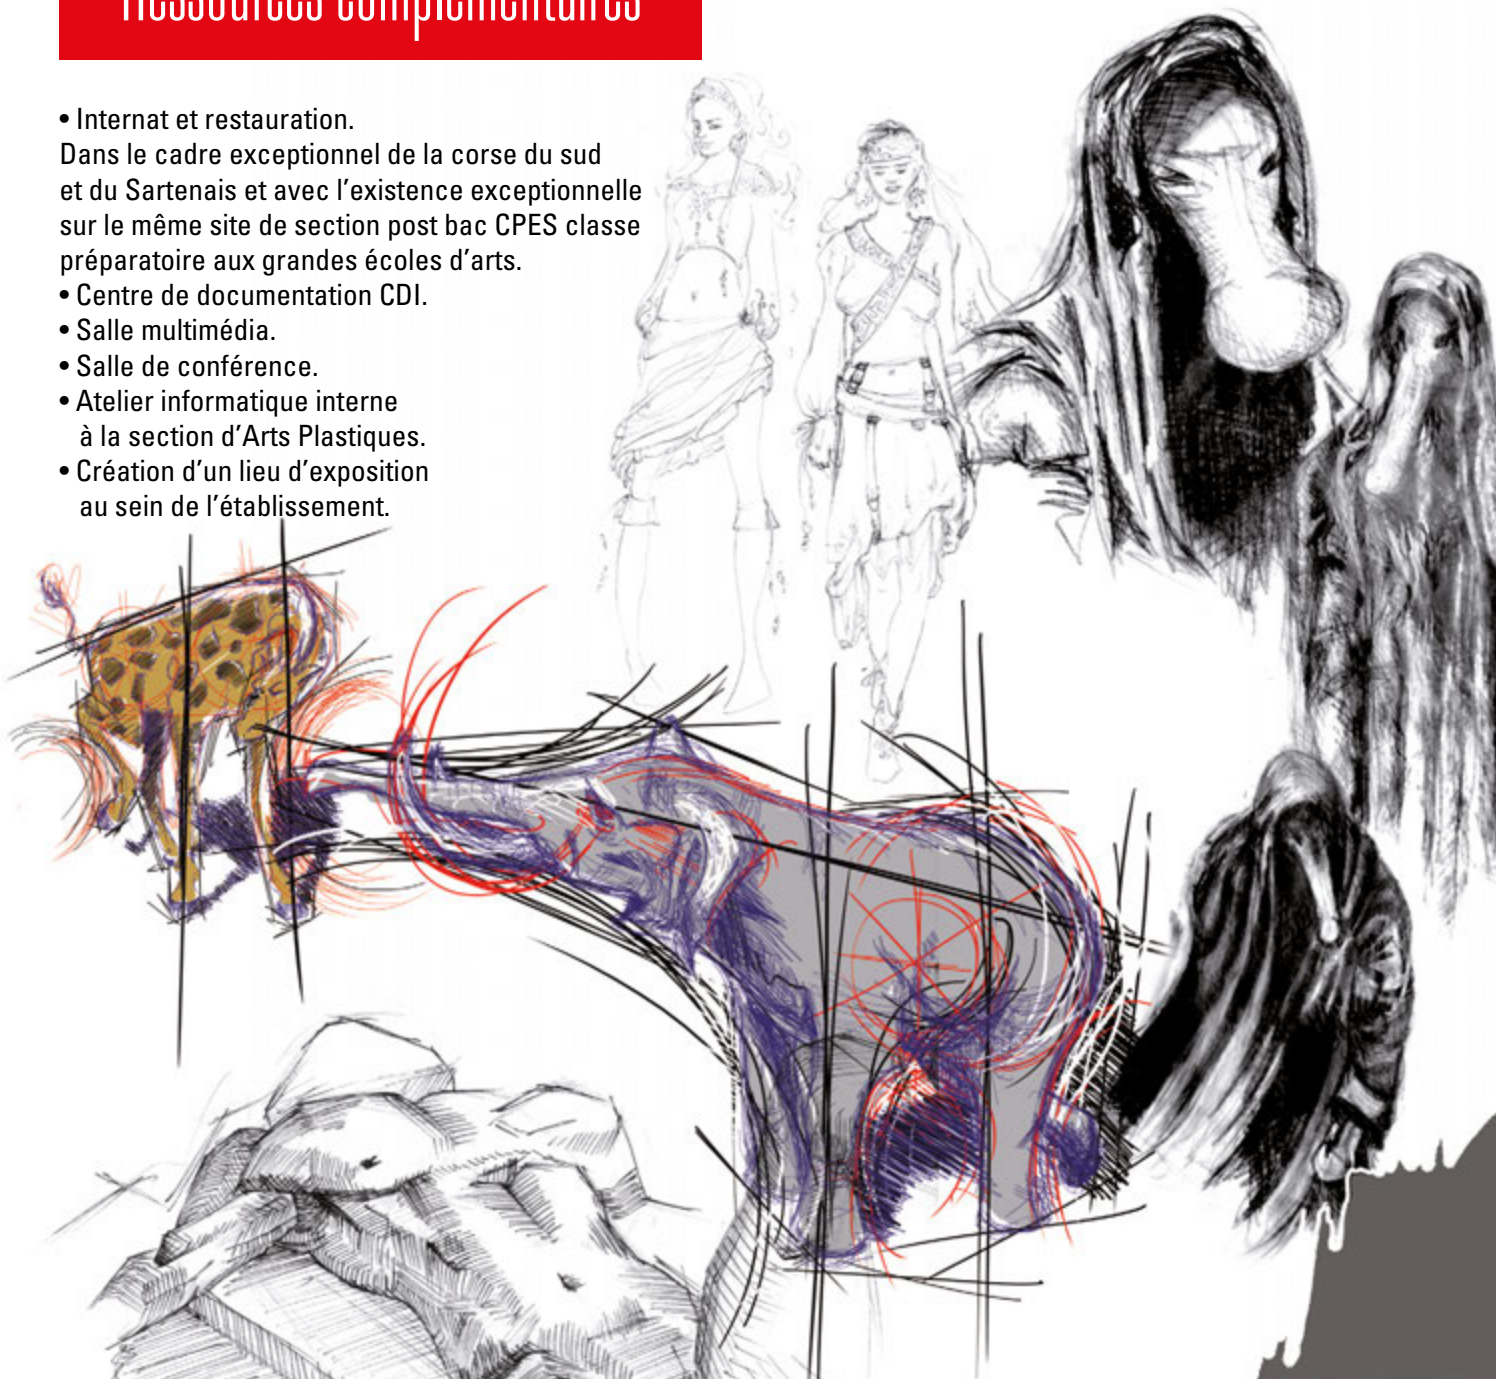 Ressources complémentaires
• Internat et restauration.
Dans le cadre exceptionnel de la corse du sud
et du Sartenais et avec l’existence exceptionnelle
sur le même site de section post bac CPES classe
préparatoire aux grandes écoles d’arts.
• Centre de documentation CDI.
• Salle multimédia.
• Salle de conférence.
• Atelier informatique interne
à la section d’Arts Plastiques.
• Création d’un lieu d’exposition
au sein de l’établissement.